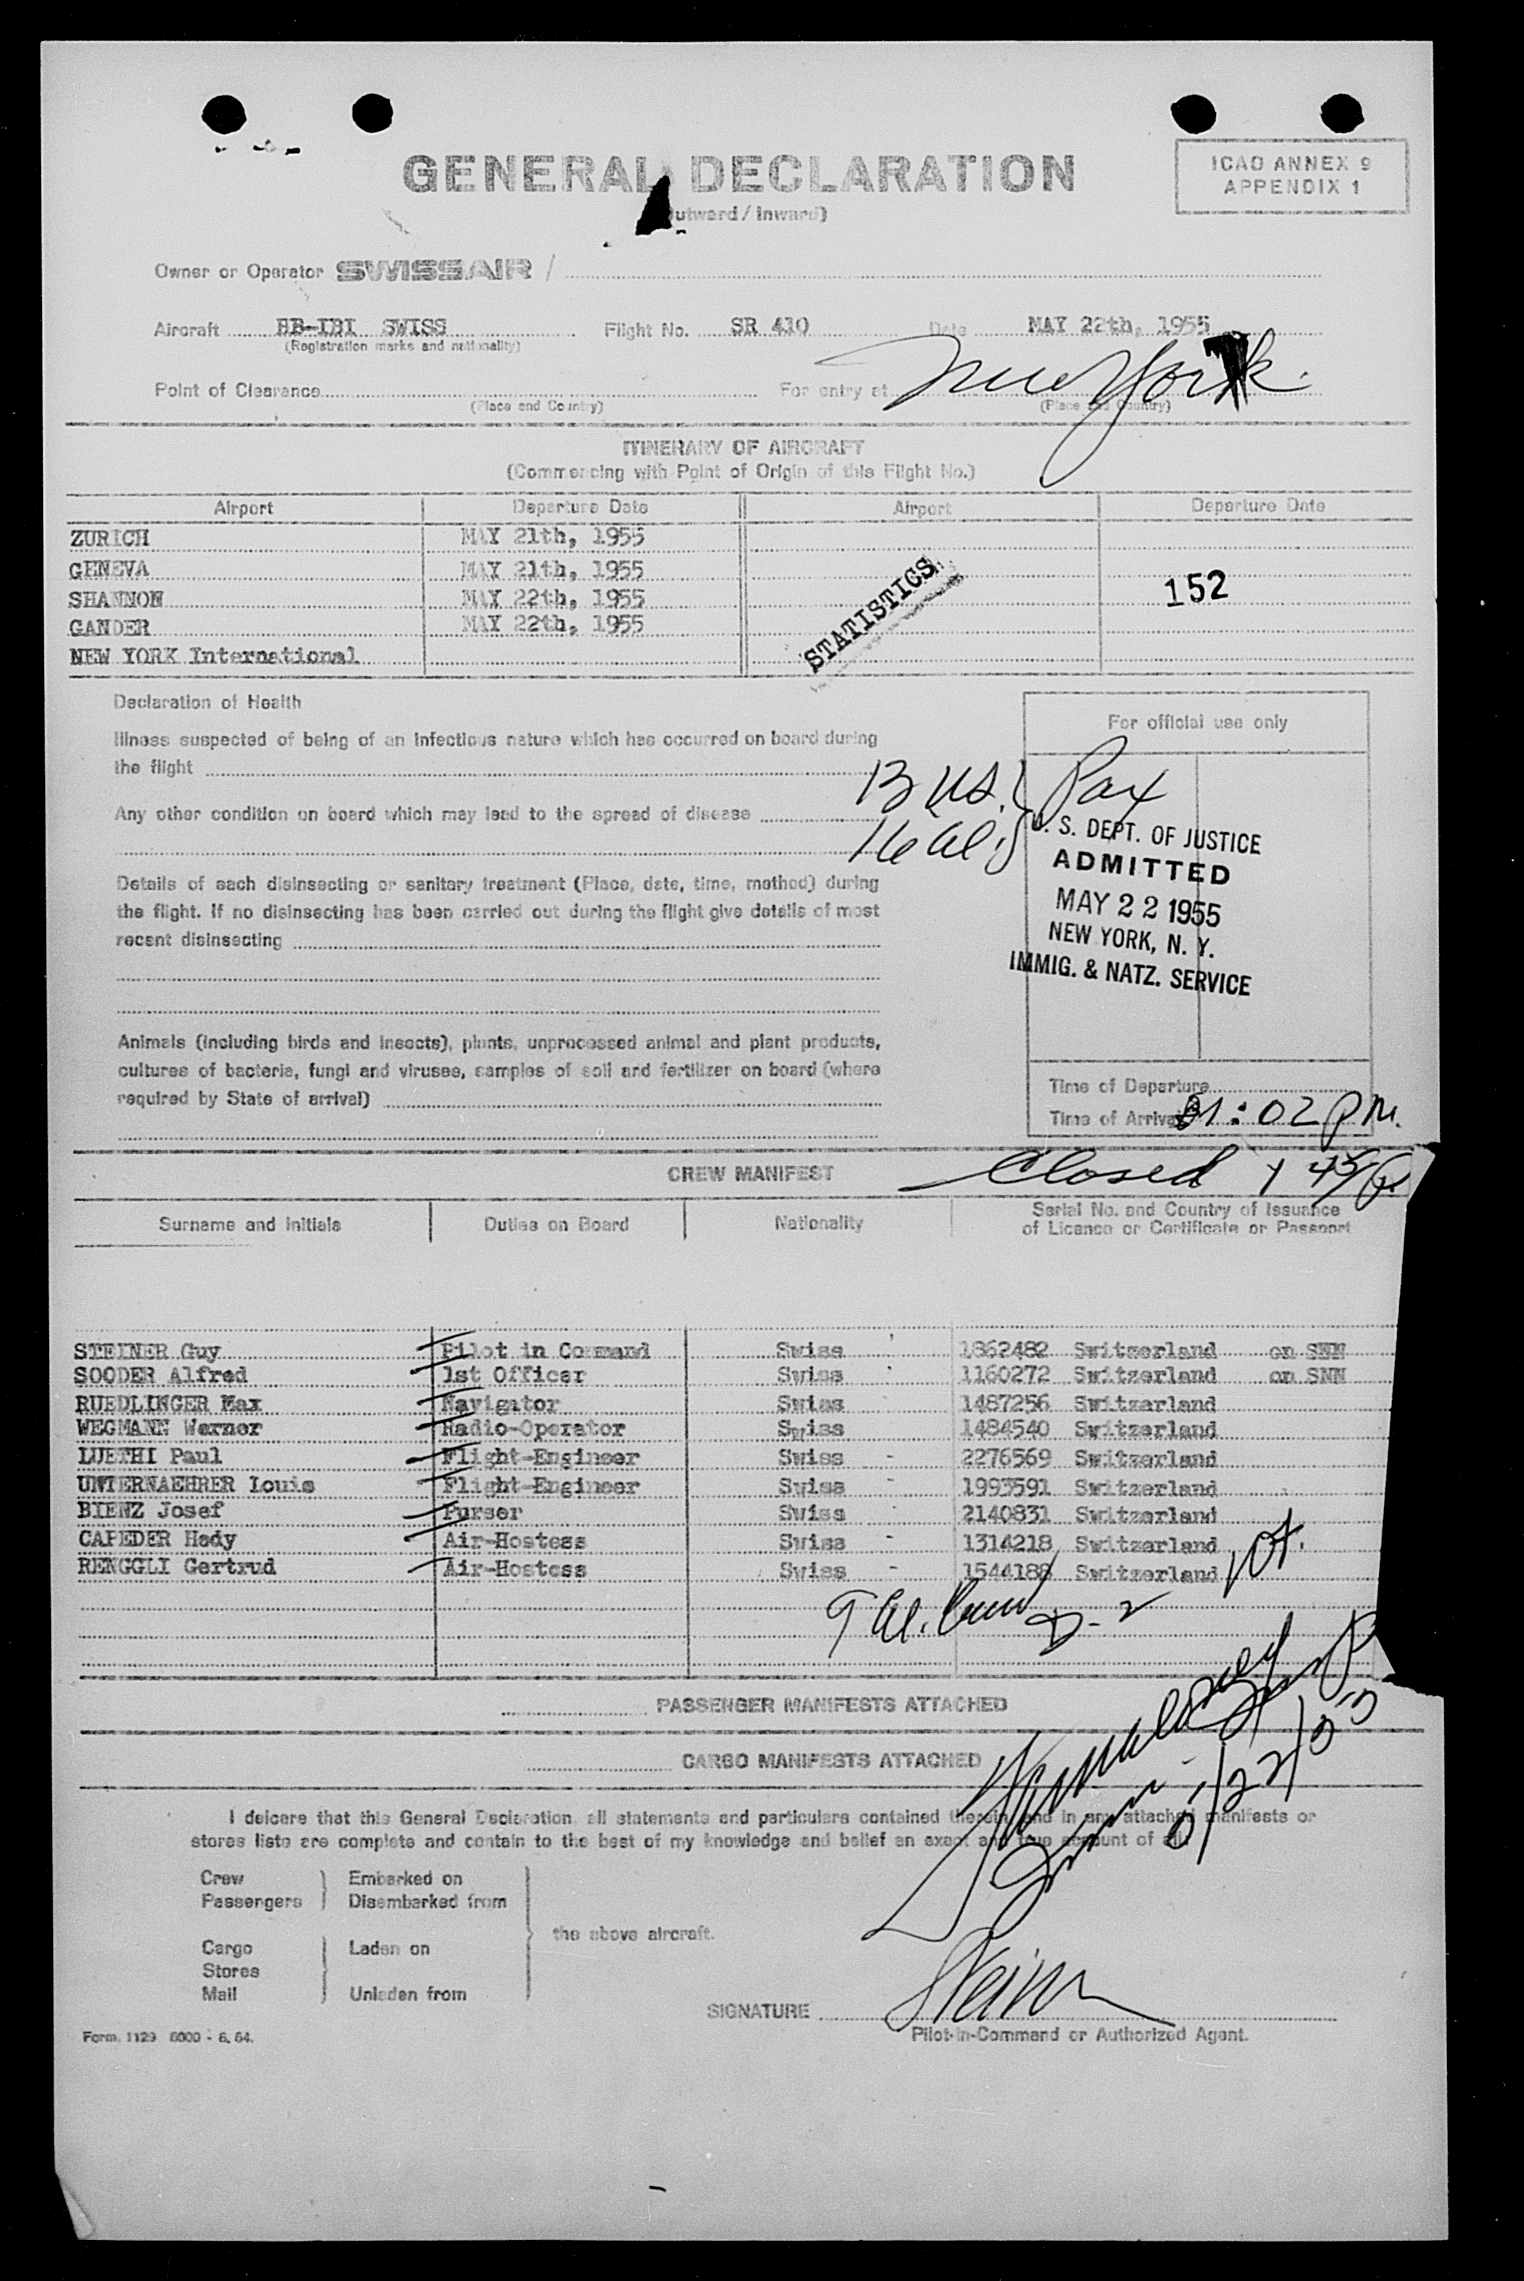 GENERAL DECLARATION
ICAO ANNEX 9
APPENDIX 1
(Outward / Inward)
Owner or Operator SWISSAIR /
Aircraft HB-IBI SWISS Flight No. SR 410 Date MAY 22th, 1955
(Registration marks and nationality)
Point of Clearance For entry at New York.
(Place and Country) (Place and Country)
ITINERARY OF AIRCRAFT
(Commencing with Point of Origin of this Flight No.)
Airport Departure Date Airport Departure Date
ZURICH MAY 21th, 1955
GENEVA MAY 21th, 1955
SHANNON MAY 22th, 1955
GANDER MAY 22th, 1955
NEW YORK International
STATISTICS
152
Declaration of Health
Illness suspected of being of an infectious nature which has occurred on board during
the flight
Any other condition on board which may lead to the spread of disease
Details of each disinsecting or sanitary treatment (Place, date, time, method) during
the flight. If no disinsecting has been carried out during the flight give details of most
recent disinsecting
Animals (including birds and insects), plants, unprocessed animal and plant products,
cultures of bacteria, fungi and viruses, samples of soil and fertilizer on board (where
required by State of arrival)
For official use only
13 US. } Pax
16 Al.
U. S. DEPT. OF JUSTICE
ADMITTED
MAY 22 1955
NEW YORK, N. Y.
IMMIG. & NATZ. SERVICE
Time of Departure
Time of Arrival 01:02 PM.
Closed 1 45/P
CREW MANIFEST
Surname and Initials Duties on Board Nationality Serial No. and Country of Issuance
of Licence or Certificate or Passport
STEINER Guy Pilot in Command Swiss 1862482 Switzerland on SNN
SOODER Alfred 1st Officer Swiss 1160272 Switzerland on SNN
RUEDLINGER Max Navigator Swiss 1487256 Switzerland
WEGMANN Werner Radio-Operator Swiss 1484540 Switzerland
LUETHI Paul Flight-Engineer Swiss 2276569 Switzerland
UNTERNAEHRER Louis Flight-Engineer Swiss 1993591 Switzerland
BIENZ Josef Purser Swiss 2140831 Switzerland
CAPEDER Hedy Air-Hostess Swiss 1314218 Switzerland
RENGGLI Gertrud Air-Hostess Swiss 1544188 Switzerland
9 Al. Crew D-2
PASSENGER MANIFESTS ATTACHED
CARGO MANIFESTS ATTACHED
5/22/55
I delcare that this General Declaration, all statements and particulars contained therein and in any attached manifests or
stores lists are complete and contain to the best of my knowledge and belief an exact and true account of all
Crew Embarked on
Passengers Disembarked from
the above aircraft.
Cargo Laden on
Stores
Mail Unladen from
SIGNATURE Steiner
Pilot-in-Command or Authorized Agent.
Form. 1129 6000 - 6. 54.